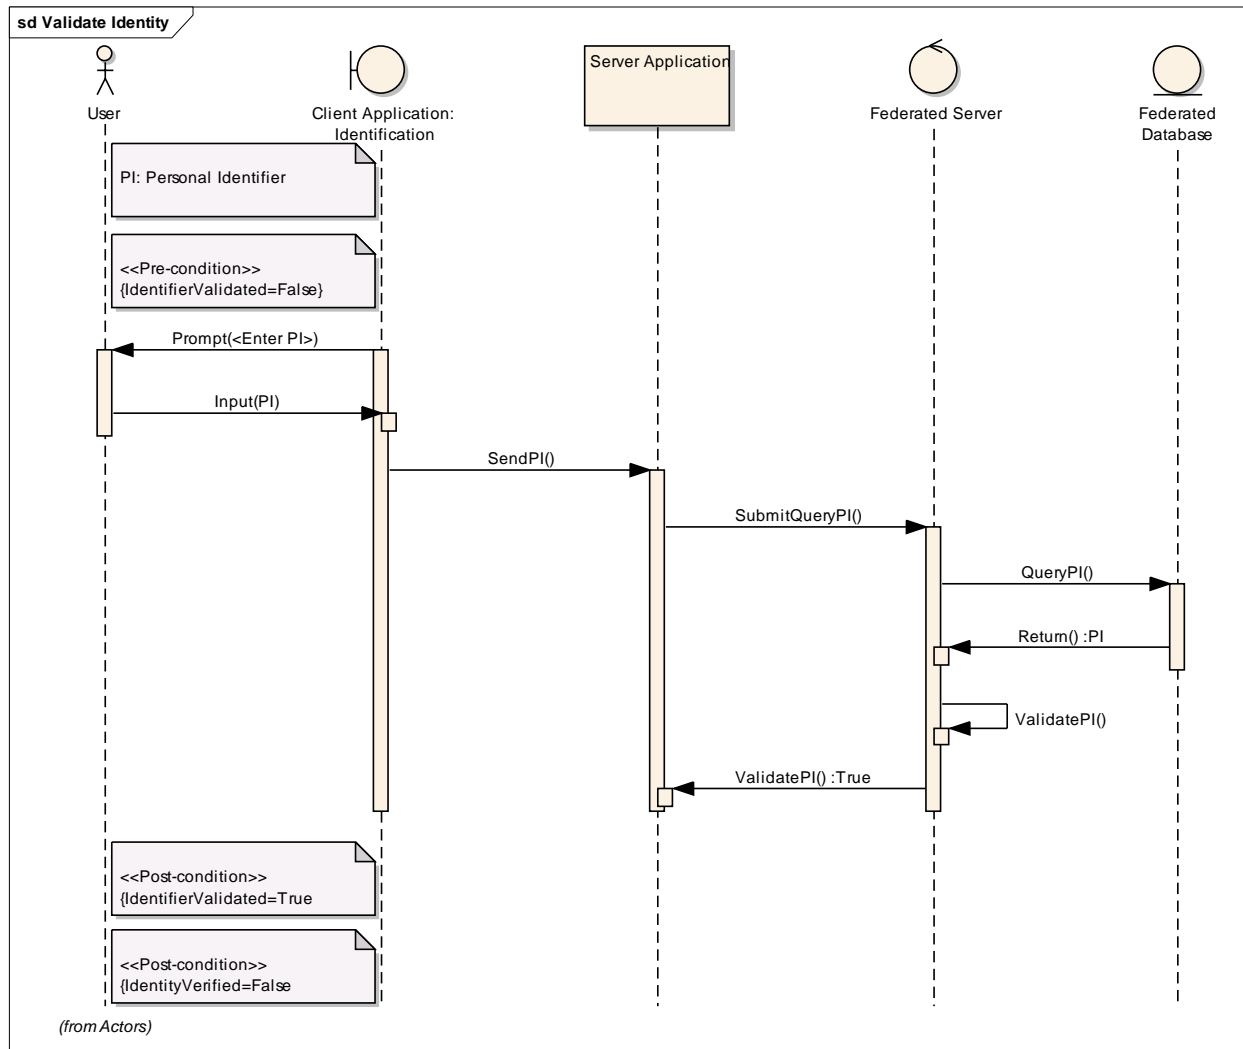 sd Validate Identity
User
Client Application:
Identification
Server Application
Federated Server
Federated
Database
PI: Personal Identifier
<<Pre-condition>>
{IdentifierValidated=False}
Prompt(<Enter PI>)
Input(PI)
SendPI()
SubmitQueryPI()
QueryPI()
Return() :PI
ValidatePI()
ValidatePI() :True
<<Post-condition>>
{IdentifierValidated=True
<<Post-condition>>
{IdentityVerified=False
(from Actors)